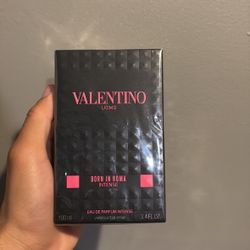 VALENTINO
UOMO
BORN IN ROMA
INTENSE
EAU DE PARFUM INTENSE
100 ml
3.4 FL.OZ